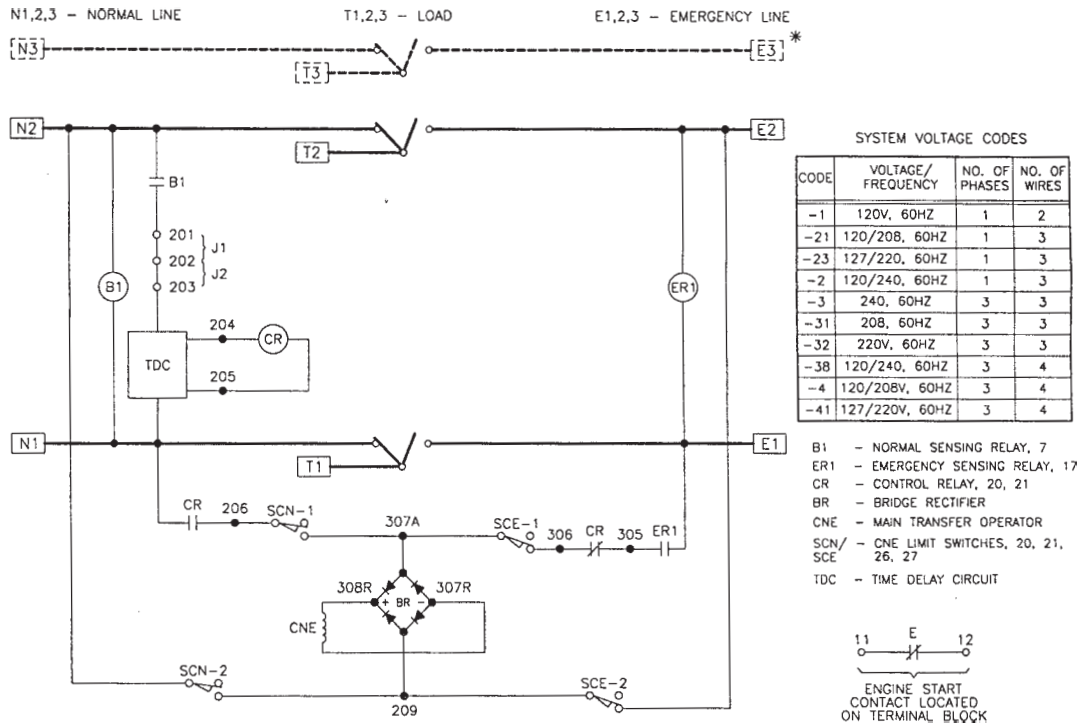 N1,2,3 – NORMAL LINE
T1,2,3 – LOAD
E1,2,3 – EMERGENCY LINE
N3
E3 *
T3
N2
E2
T2
B1
201
J1
202
J2
203
B1
ER1
204
CR
TDC
205
N1
E1
T1
CR
206
SCN-1
307A
SCE-1
306
CR
305
ER1
308R
+ BR –
307R
CNE
SCN-2
SCE-2
209
SYSTEM VOLTAGE CODES
CODE VOLTAGE/ FREQUENCY NO. OF PHASES NO. OF WIRES
-1 120V, 60HZ 1 2
-21 120/208, 60HZ 1 3
-23 127/220, 60HZ 1 3
-2 120/240, 60HZ 1 3
-3 240, 60HZ 3 3
-31 208, 60HZ 3 3
-32 220V, 60HZ 3 3
-38 120/240, 60HZ 3 4
-4 120/208V, 60HZ 3 4
-41 127/220V, 60HZ 3 4
B1 – NORMAL SENSING RELAY, 7
ER1 – EMERGENCY SENSING RELAY, 17
CR – CONTROL RELAY, 20, 21
BR – BRIDGE RECTIFIER
CNE – MAIN TRANSFER OPERATOR
SCN/ – CNE LIMIT SWITCHES, 20, 21,
SCE 26, 27
TDC – TIME DELAY CIRCUIT
11 E 12
ENGINE START
CONTACT LOCATED
ON TERMINAL BLOCK